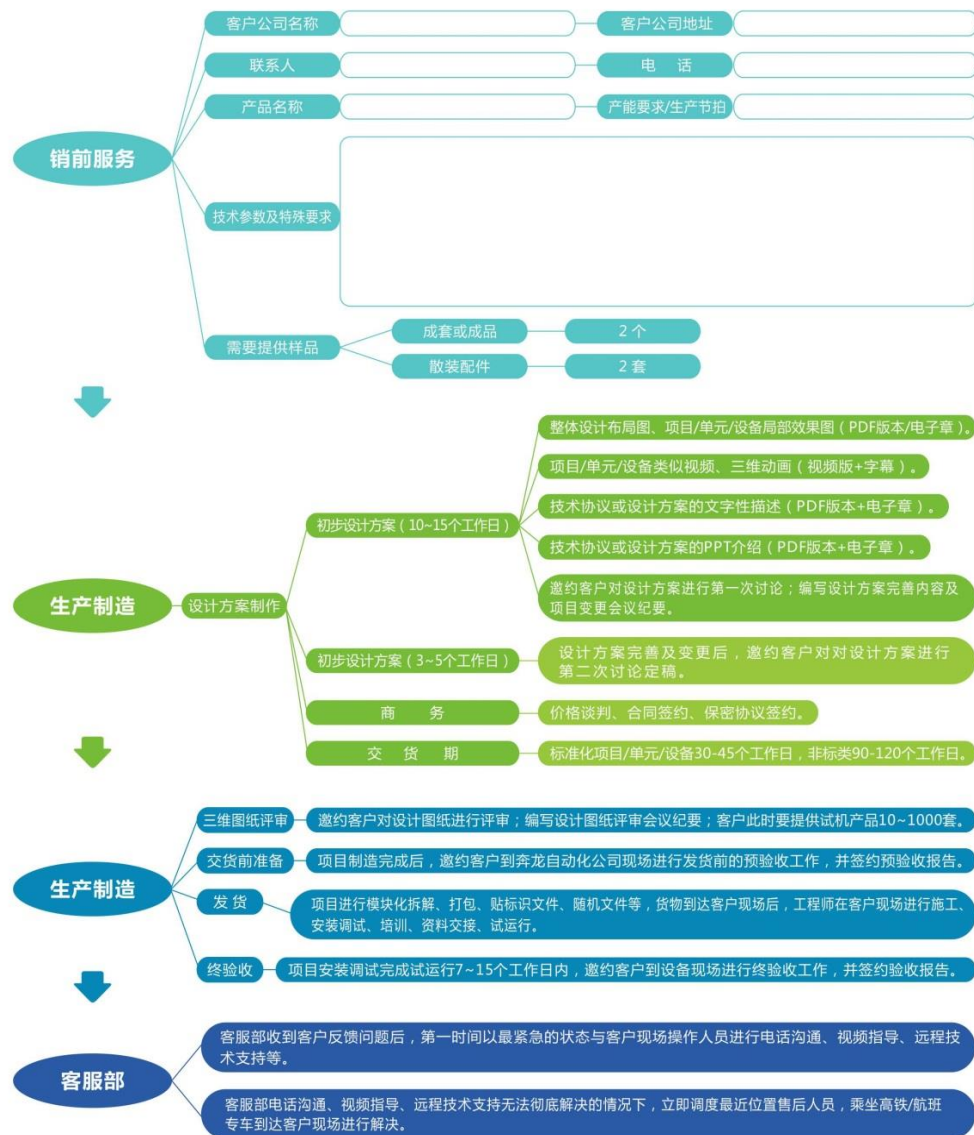 客户公司名称
客户公司地址
联系人
电 话
产品名称
产能要求/生产节拍
销前服务
技术参数及特殊要求
需要提供样品
成套或成品
2 个
散装配件
2 套
生产制造
设计方案制作
初步设计方案（10~15个工作日）
整体设计布局图、项目/单元/设备局部效果图（PDF版本/电子章）。
项目/单元/设备类似视频、三维动画（视频版+字幕）。
技术协议或设计方案的文字性描述（PDF版本+电子章）。
技术协议或设计方案的PPT介绍（PDF版本+电子章）。
邀约客户对设计方案进行第一次讨论；编写设计方案完善内容及
项目变更会议纪要。
初步设计方案（3~5个工作日）
设计方案完善及变更后，邀约客户对对设计方案进行
第二次讨论定稿。
商 务
价格谈判、合同签约、保密协议签约。
交 货 期
标准化项目/单元/设备30-45个工作日，非标类90-120个工作日。
生产制造
三维图纸评审
邀约客户对设计图纸进行评审；编写设计图纸评审会议纪要；客户此时要提供试机产品10~1000套。
交货前准备
项目制造完成后，邀约客户到奔龙自动化公司现场进行发货前的预验收工作，并签约预验收报告。
发 货
项目进行模块化拆解、打包、贴标识文件、随机文件等，货物到达客户现场后，工程师在客户现场进行施工、
安装调试、培训、资料交接、试运行。
终验收
项目安装调试完成试运行7~15个工作日内，邀约客户到设备现场进行终验收工作，并签约验收报告。
客服部
客服部收到客户反馈问题后，第一时间以最紧急的状态与客户现场操作人员进行电话沟通、视频指导、远程技
术支持等。
客服部电话沟通、视频指导、远程技术支持无法彻底解决的情况下，立即调度最近位置售后人员，乘坐高铁/航班
专车到达客户现场进行解决。